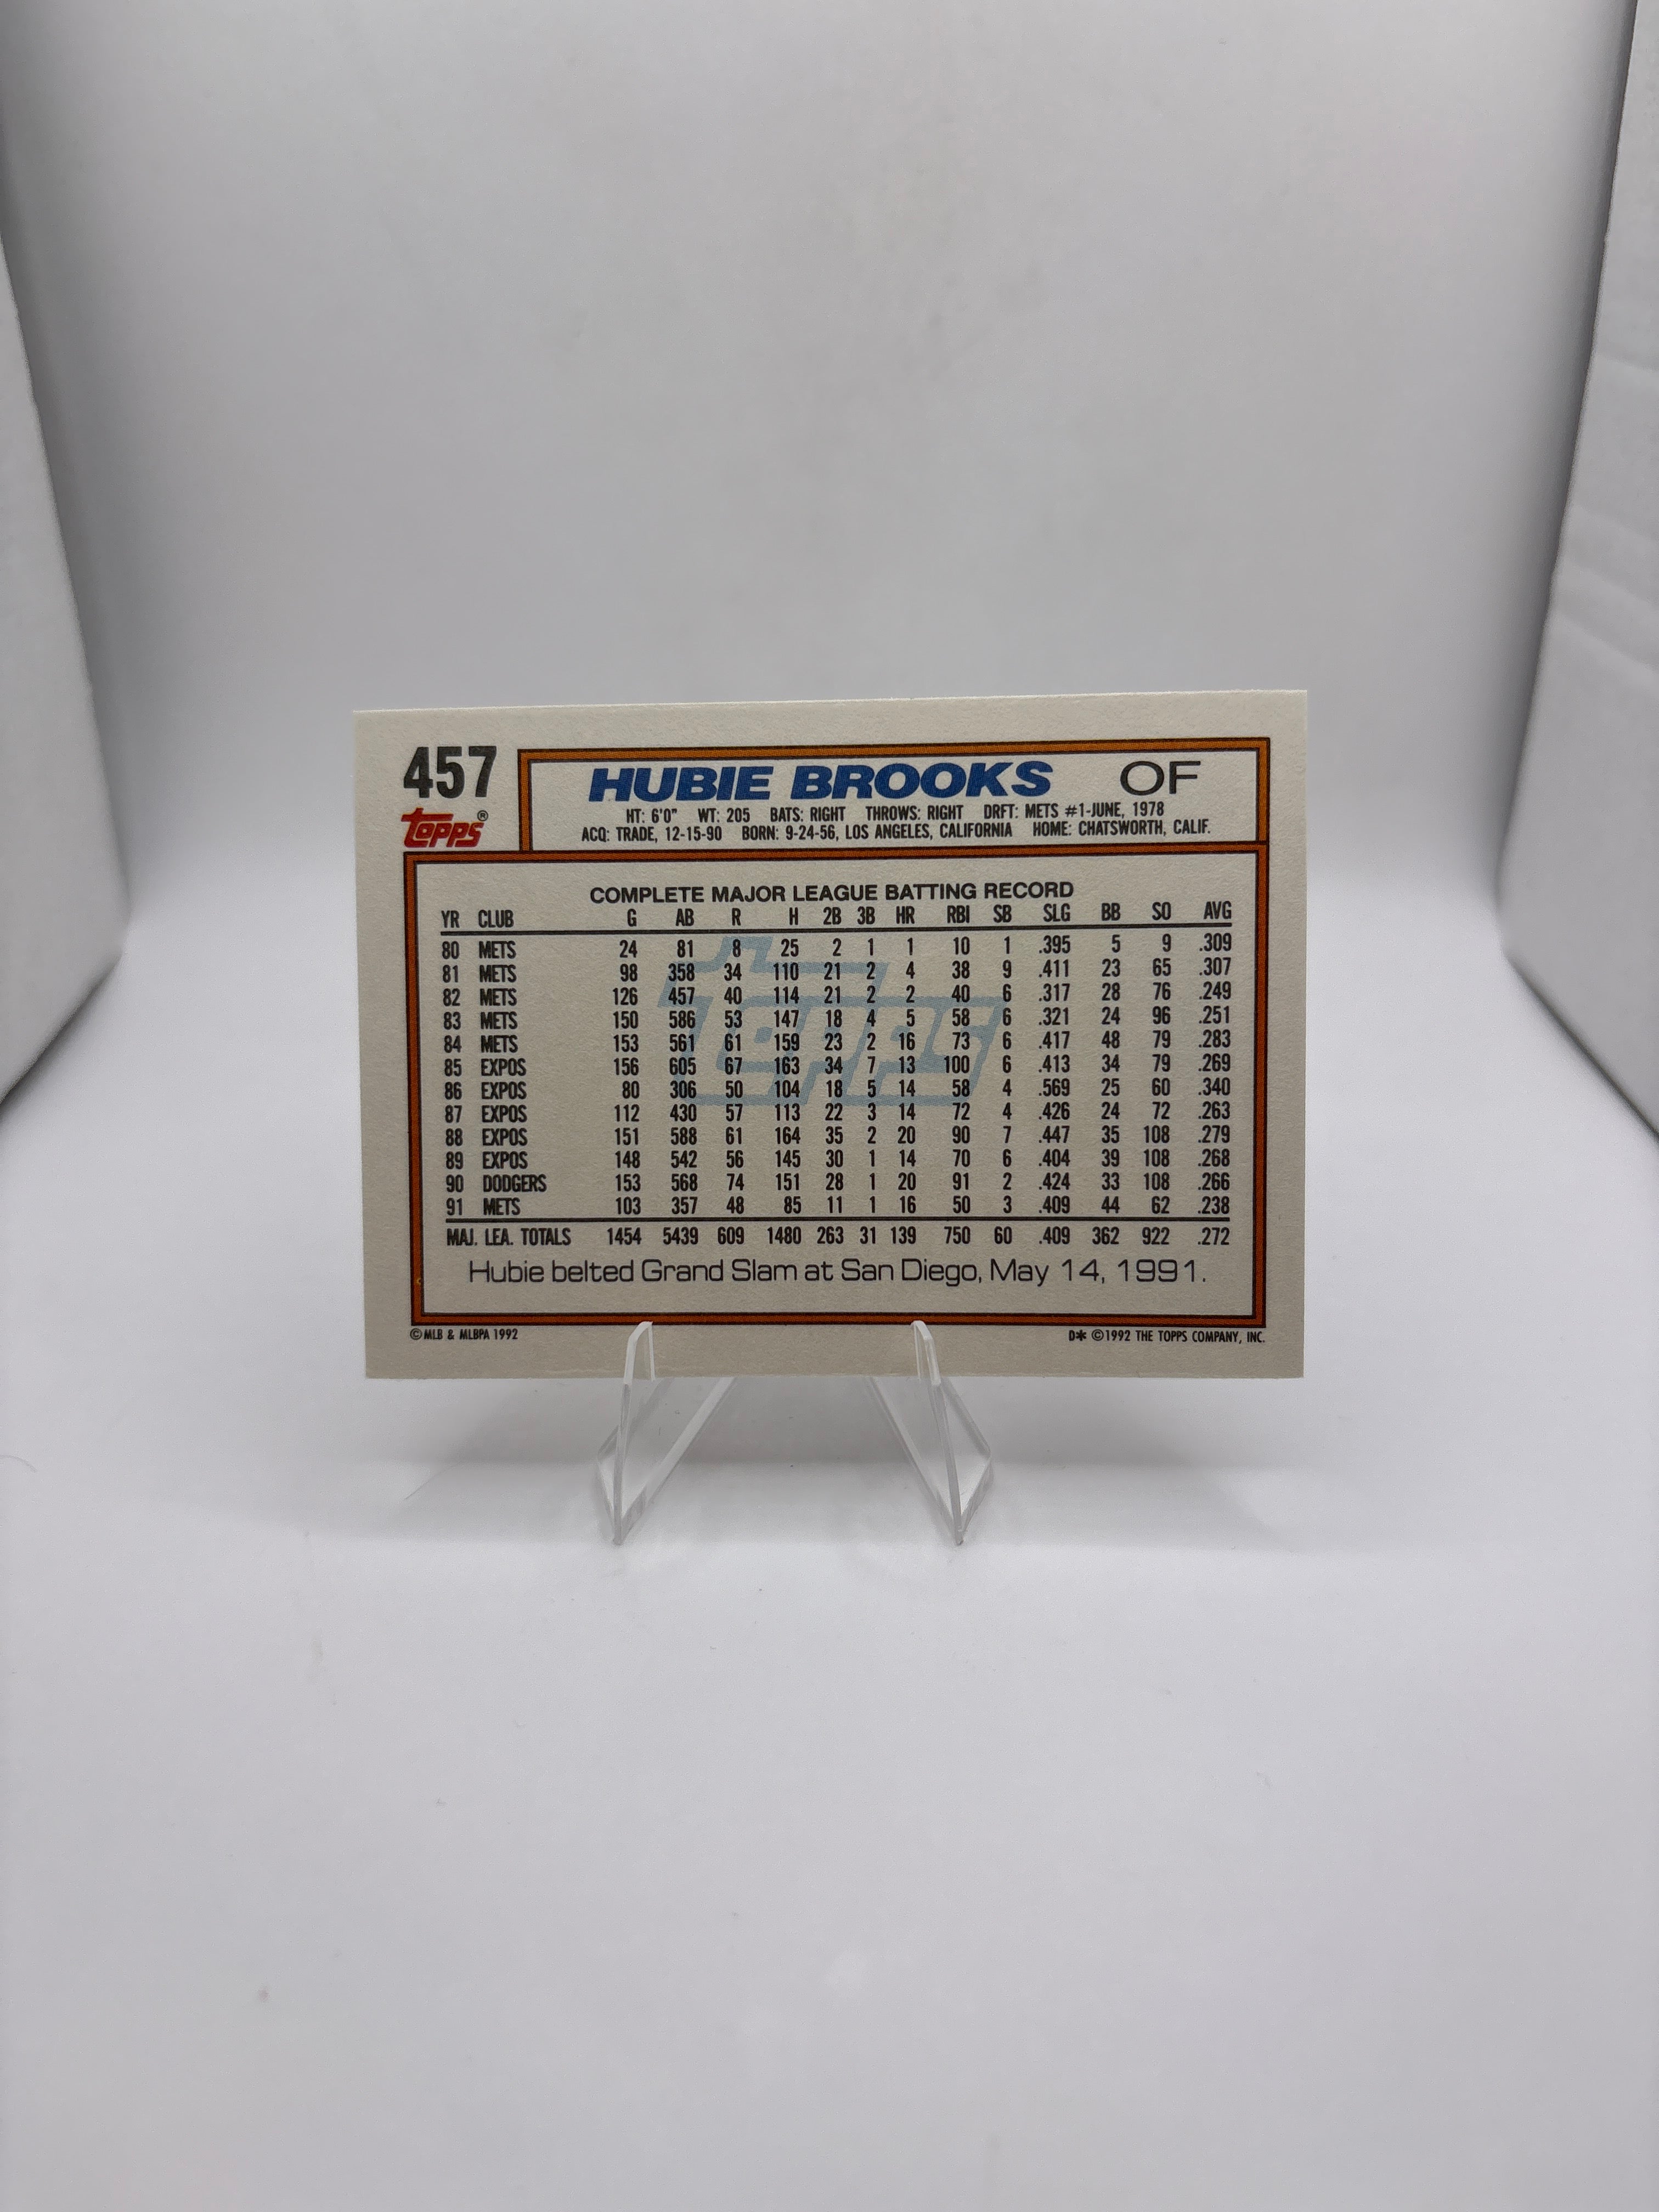 457
topps®
HUBIE BROOKS OF
HT: 6'0" WT: 205 BATS: RIGHT THROWS: RIGHT DRFT: METS #1-JUNE, 1978
ACQ: TRADE, 12-15-90 BORN: 9-24-56, LOS ANGELES, CALIFORNIA HOME: CHATSWORTH, CALIF.
topps
COMPLETE MAJOR LEAGUE BATTING RECORD
YR CLUB G AB R H 2B 3B HR RBI SB SLG BB SO AVG
80 METS 24 81 8 25 2 1 1 10 1 .395 5 9 .309
81 METS 98 358 34 110 21 2 4 38 9 .411 23 65 .307
82 METS 126 457 40 114 21 2 2 40 6 .317 28 76 .249
83 METS 150 586 53 147 18 4 5 58 6 .321 24 96 .251
84 METS 153 561 61 159 23 2 16 73 6 .417 48 79 .283
85 EXPOS 156 605 67 163 34 7 13 100 6 .413 34 79 .269
86 EXPOS 80 306 50 104 18 5 14 58 4 .569 25 60 .340
87 EXPOS 112 430 57 113 22 3 14 72 4 .426 24 72 .263
88 EXPOS 151 588 61 164 35 2 20 90 7 .447 35 108 .279
89 EXPOS 148 542 56 145 30 1 14 70 6 .404 39 108 .268
90 DODGERS 153 568 74 151 28 1 20 91 2 .424 33 108 .266
91 METS 103 357 48 85 11 1 16 50 3 .409 44 62 .238
MAJ. LEA. TOTALS 1454 5439 609 1480 263 31 139 750 60 .409 362 922 .272
Hubie belted Grand Slam at San Diego, May 14, 1991.
© MLB & MLBPA 1992
D* © 1992 THE TOPPS COMPANY, INC.